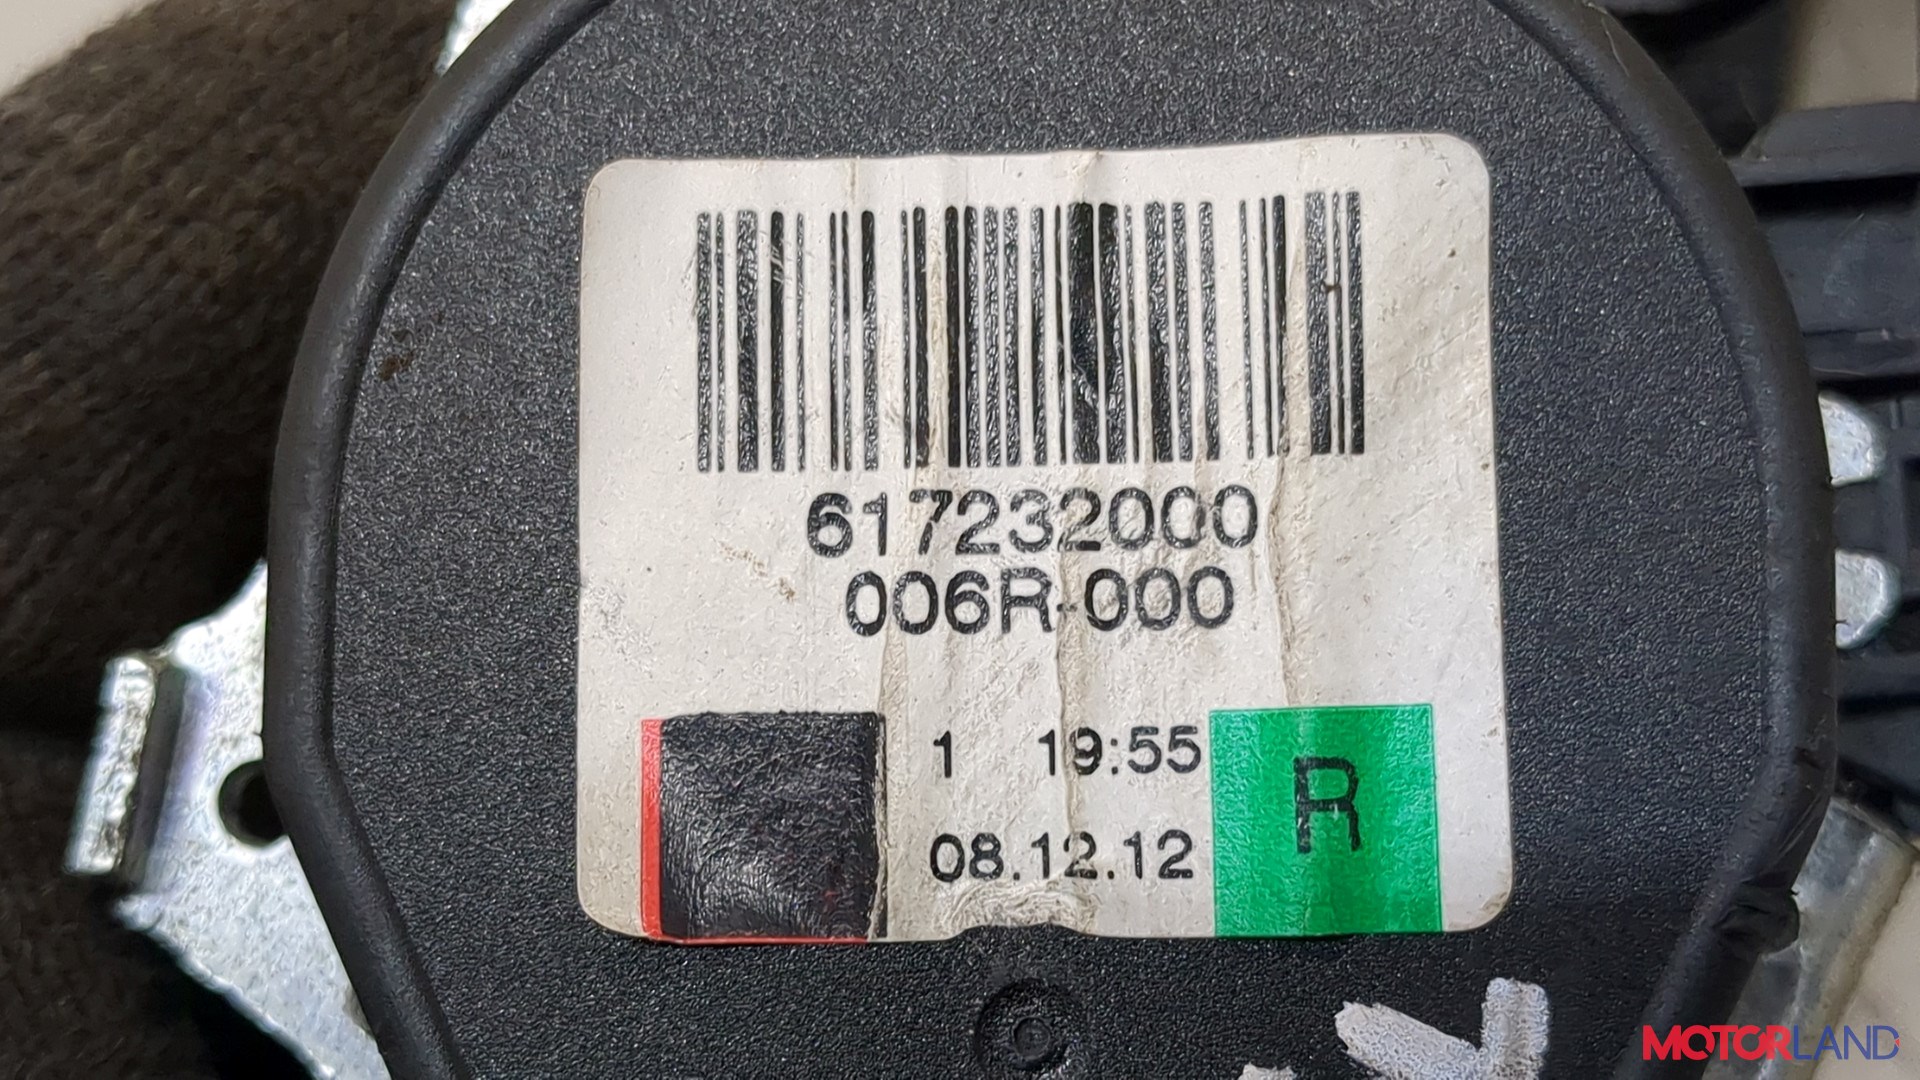 617232000
006R-000
1 19:55
08.12.12
R
MOTORLAND